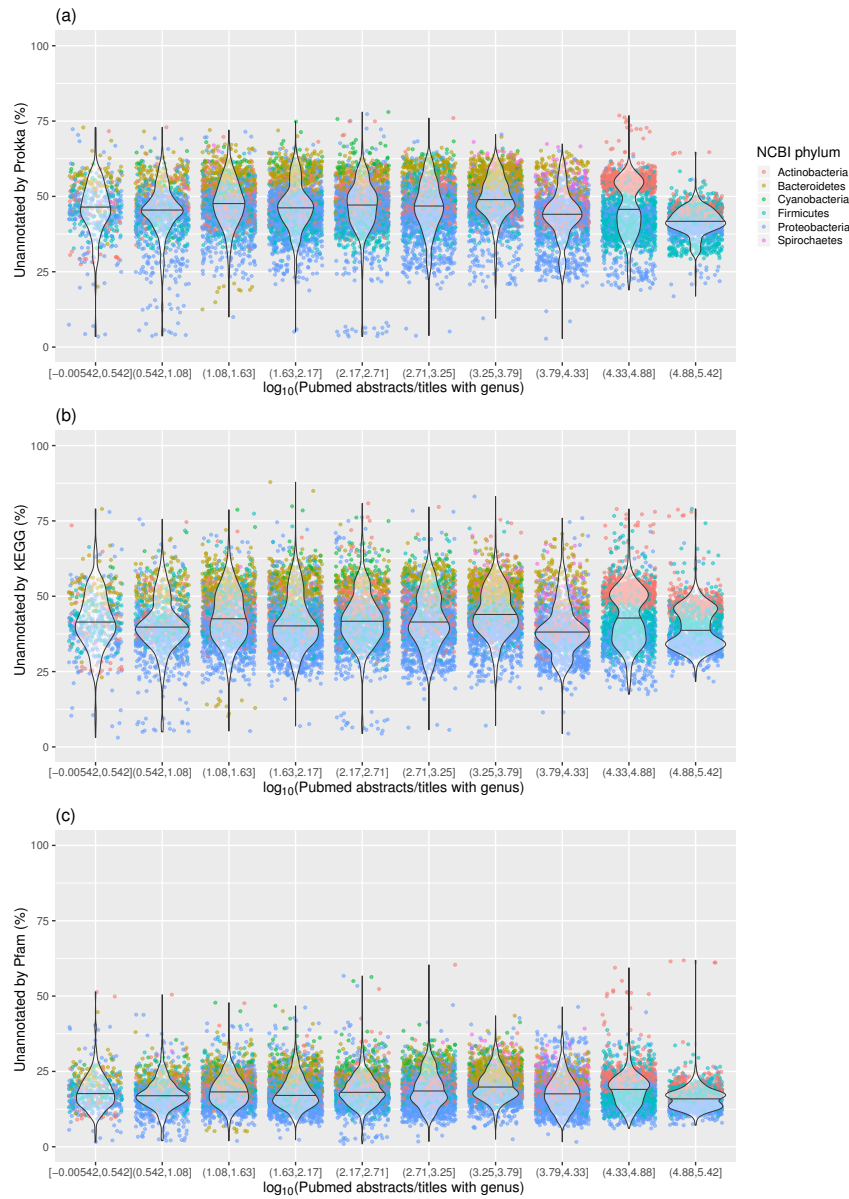 (a)
Unannotated by Prokka (%)
100
75
50
25
0
[−0.00542,0.542] (0.542,1.08] (1.08,1.63] (1.63,2.17] (2.17,2.71] (2.71,3.25] (3.25,3.79] (3.79,4.33] (4.33,4.88] (4.88,5.42]
log10(Pubmed abstracts/titles with genus)
NCBI phylum
Actinobacteria
Bacteroidetes
Cyanobacteria
Firmicutes
Proteobacteria
Spirochaetes
(b)
Unannotated by KEGG (%)
100
75
50
25
0
[−0.00542,0.542] (0.542,1.08] (1.08,1.63] (1.63,2.17] (2.17,2.71] (2.71,3.25] (3.25,3.79] (3.79,4.33] (4.33,4.88] (4.88,5.42]
log10(Pubmed abstracts/titles with genus)
(c)
Unannotated by Pfam (%)
100
75
50
25
0
[−0.00542,0.542] (0.542,1.08] (1.08,1.63] (1.63,2.17] (2.17,2.71] (2.71,3.25] (3.25,3.79] (3.79,4.33] (4.33,4.88] (4.88,5.42]
log10(Pubmed abstracts/titles with genus)